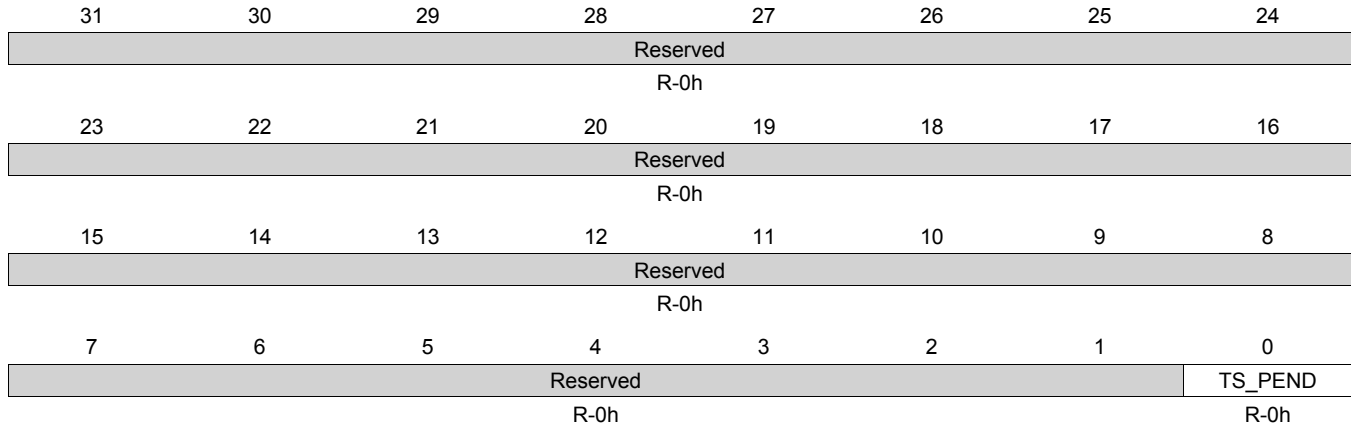 31 30 29 28 27 26 25 24
Reserved
R-0h
23 22 21 20 19 18 17 16
Reserved
R-0h
15 14 13 12 11 10 9 8
Reserved
R-0h
7 6 5 4 3 2 1 0
Reserved TS_PEND
R-0h R-0h